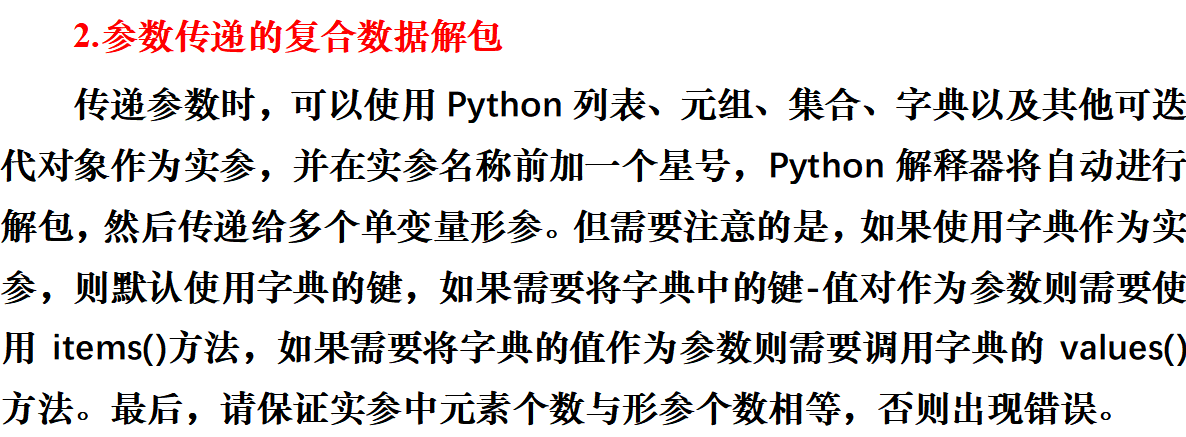 2.参数传递的复合数据解包
传递参数时，可以使用 Python 列表、元组、集合、字典以及其他可迭
代对象作为实参，并在实参名称前加一个星号，Python 解释器将自动进行
解包，然后传递给多个单变量形参。但需要注意的是，如果使用字典作为实
参，则默认使用字典的键，如果需要将字典中的键-值对作为参数则需要使
用 items()方法，如果需要将字典的值作为参数则需要调用字典的 values()
方法。最后，请保证实参中元素个数与形参个数相等，否则出现错误。